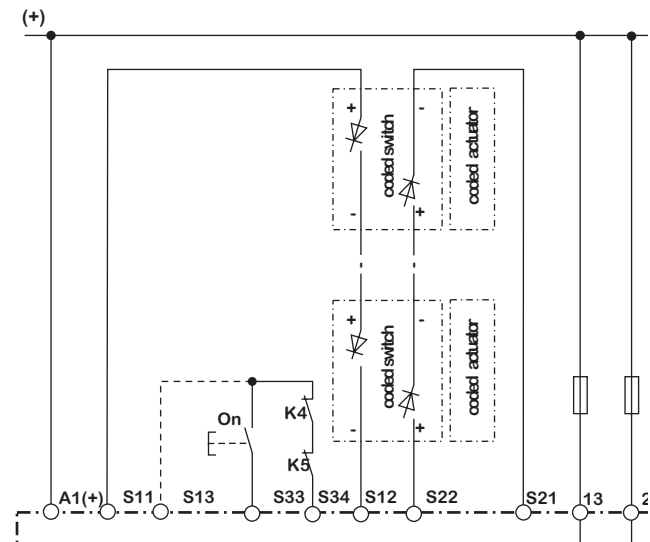 (+)
+ -
coded switch
coded actuator
- +
+ -
coded switch
coded actuator
- +
On
K4
K5
A1(+) S11 S13 S33 S34 S12 S22 S21 13 2